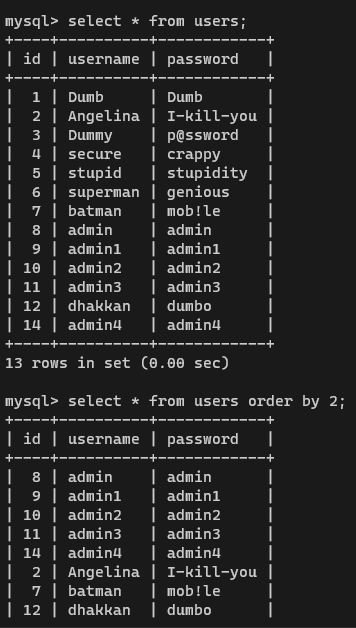 mysql> select * from users;
+----+----------+------------+
| id | username | password   |
+----+----------+------------+
|  1 | Dumb     | Dumb       |
|  2 | Angelina | I-kill-you |
|  3 | Dummy    | p@ssword   |
|  4 | secure   | crappy     |
|  5 | stupid   | stupidity  |
|  6 | superman | genious    |
|  7 | batman   | mob!le     |
|  8 | admin    | admin      |
|  9 | admin1   | admin1     |
| 10 | admin2   | admin2     |
| 11 | admin3   | admin3     |
| 12 | dhakkan  | dumbo      |
| 14 | admin4   | admin4     |
+----+----------+------------+
13 rows in set (0.00 sec)

mysql> select * from users order by 2;
+----+----------+------------+
| id | username | password   |
+----+----------+------------+
|  8 | admin    | admin      |
|  9 | admin1   | admin1     |
| 10 | admin2   | admin2     |
| 11 | admin3   | admin3     |
| 14 | admin4   | admin4     |
|  2 | Angelina | I-kill-you |
|  7 | batman   | mob!le     |
| 12 | dhakkan  | dumbo      |